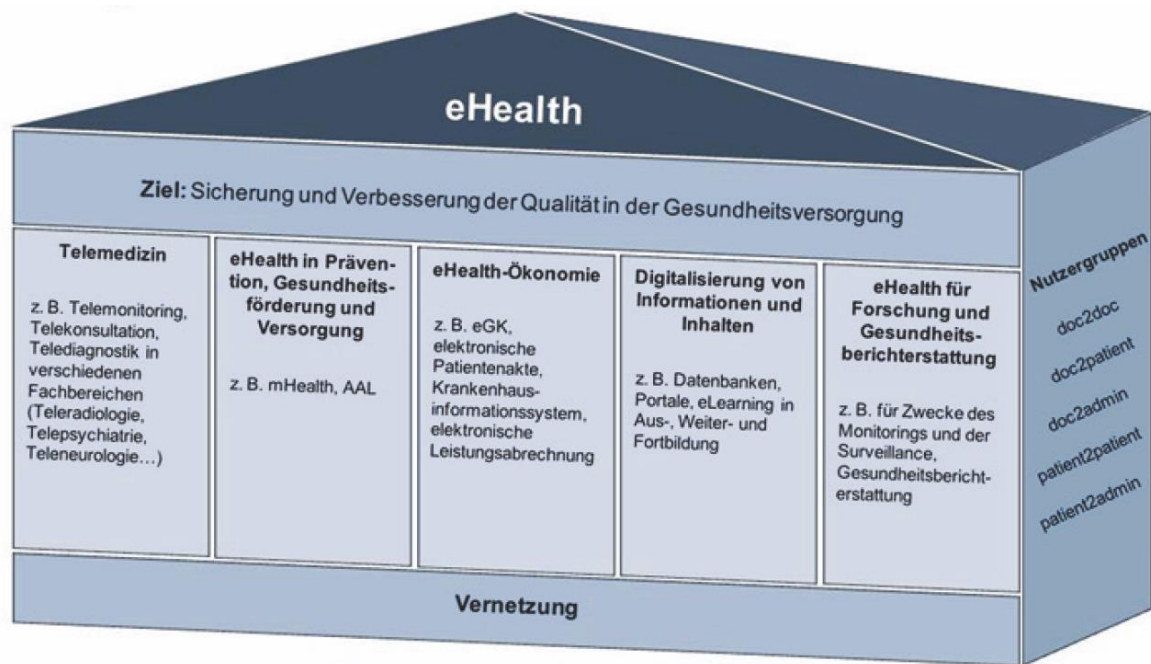 eHealth
Ziel: Sicherung und Verbesserung der Qualität in der Gesundheitsversorgung
Telemedizin
z. B. Telemonitoring,
Telekonsultation,
Telediagnostik in
verschiedenen
Fachbereichen
(Teleradiologie,
Telepsychiatrie,
Teleneurologie…)
eHealth in Präven-
tion, Gesundheits-
förderung und
Versorgung
z. B. mHealth, AAL
eHealth-Ökonomie
z. B. eGK,
elektronische
Patientenakte,
Krankenhaus-
informationssystem,
elektronische
Leistungsabrechnung
Digitalisierung von
Informationen und
Inhalten
z. B. Datenbanken,
Portale, eLearning in
Aus-, Weiter- und
Fortbildung
eHealth für
Forschung und
Gesundheits-
berichterstattung
z. B. für Zwecke des
Monitorings und der
Surveillance,
Gesundheitsbericht-
erstattung
Nutzergruppen
doc2doc
doc2patient
doc2admin
patient2patient
patient2admin
Vernetzung